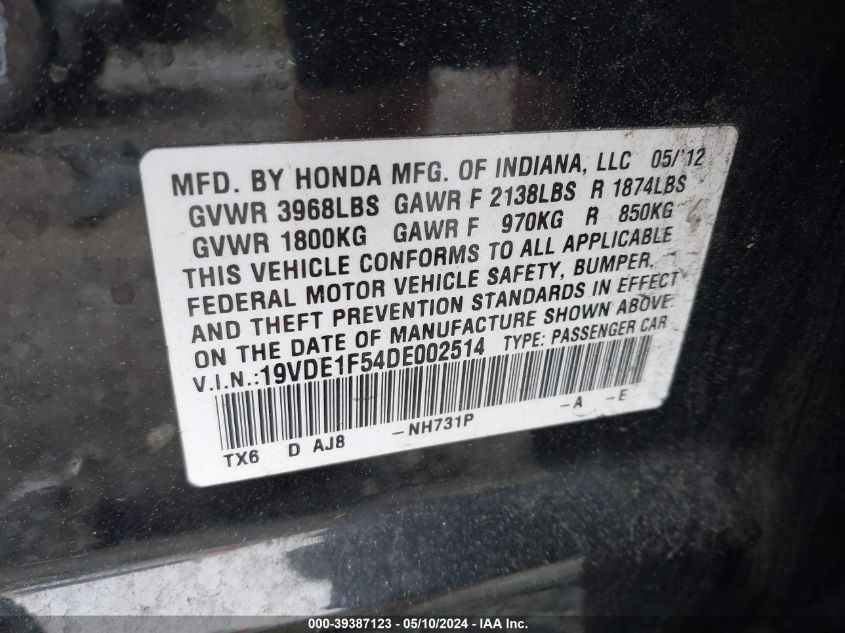 MFD. BY HONDA MFG. OF INDIANA, LLC 05/'12
GVWR 3968LBS GAWR F 2138LBS R 1874LBS
GVWR 1800KG GAWR F 970KG R 850KG
THIS VEHICLE CONFORMS TO ALL APPLICABLE
FEDERAL MOTOR VEHICLE SAFETY, BUMPER,
AND THEFT PREVENTION STANDARDS IN EFFECT
ON THE DATE OF MANUFACTURE SHOWN ABOVE
V.I.N.:19VDE1F54DE002514 TYPE: PASSENGER CAR
TX6 D AJ8 -NH731P -A -E
000-39387123 - 05/10/2024 - IAA Inc.